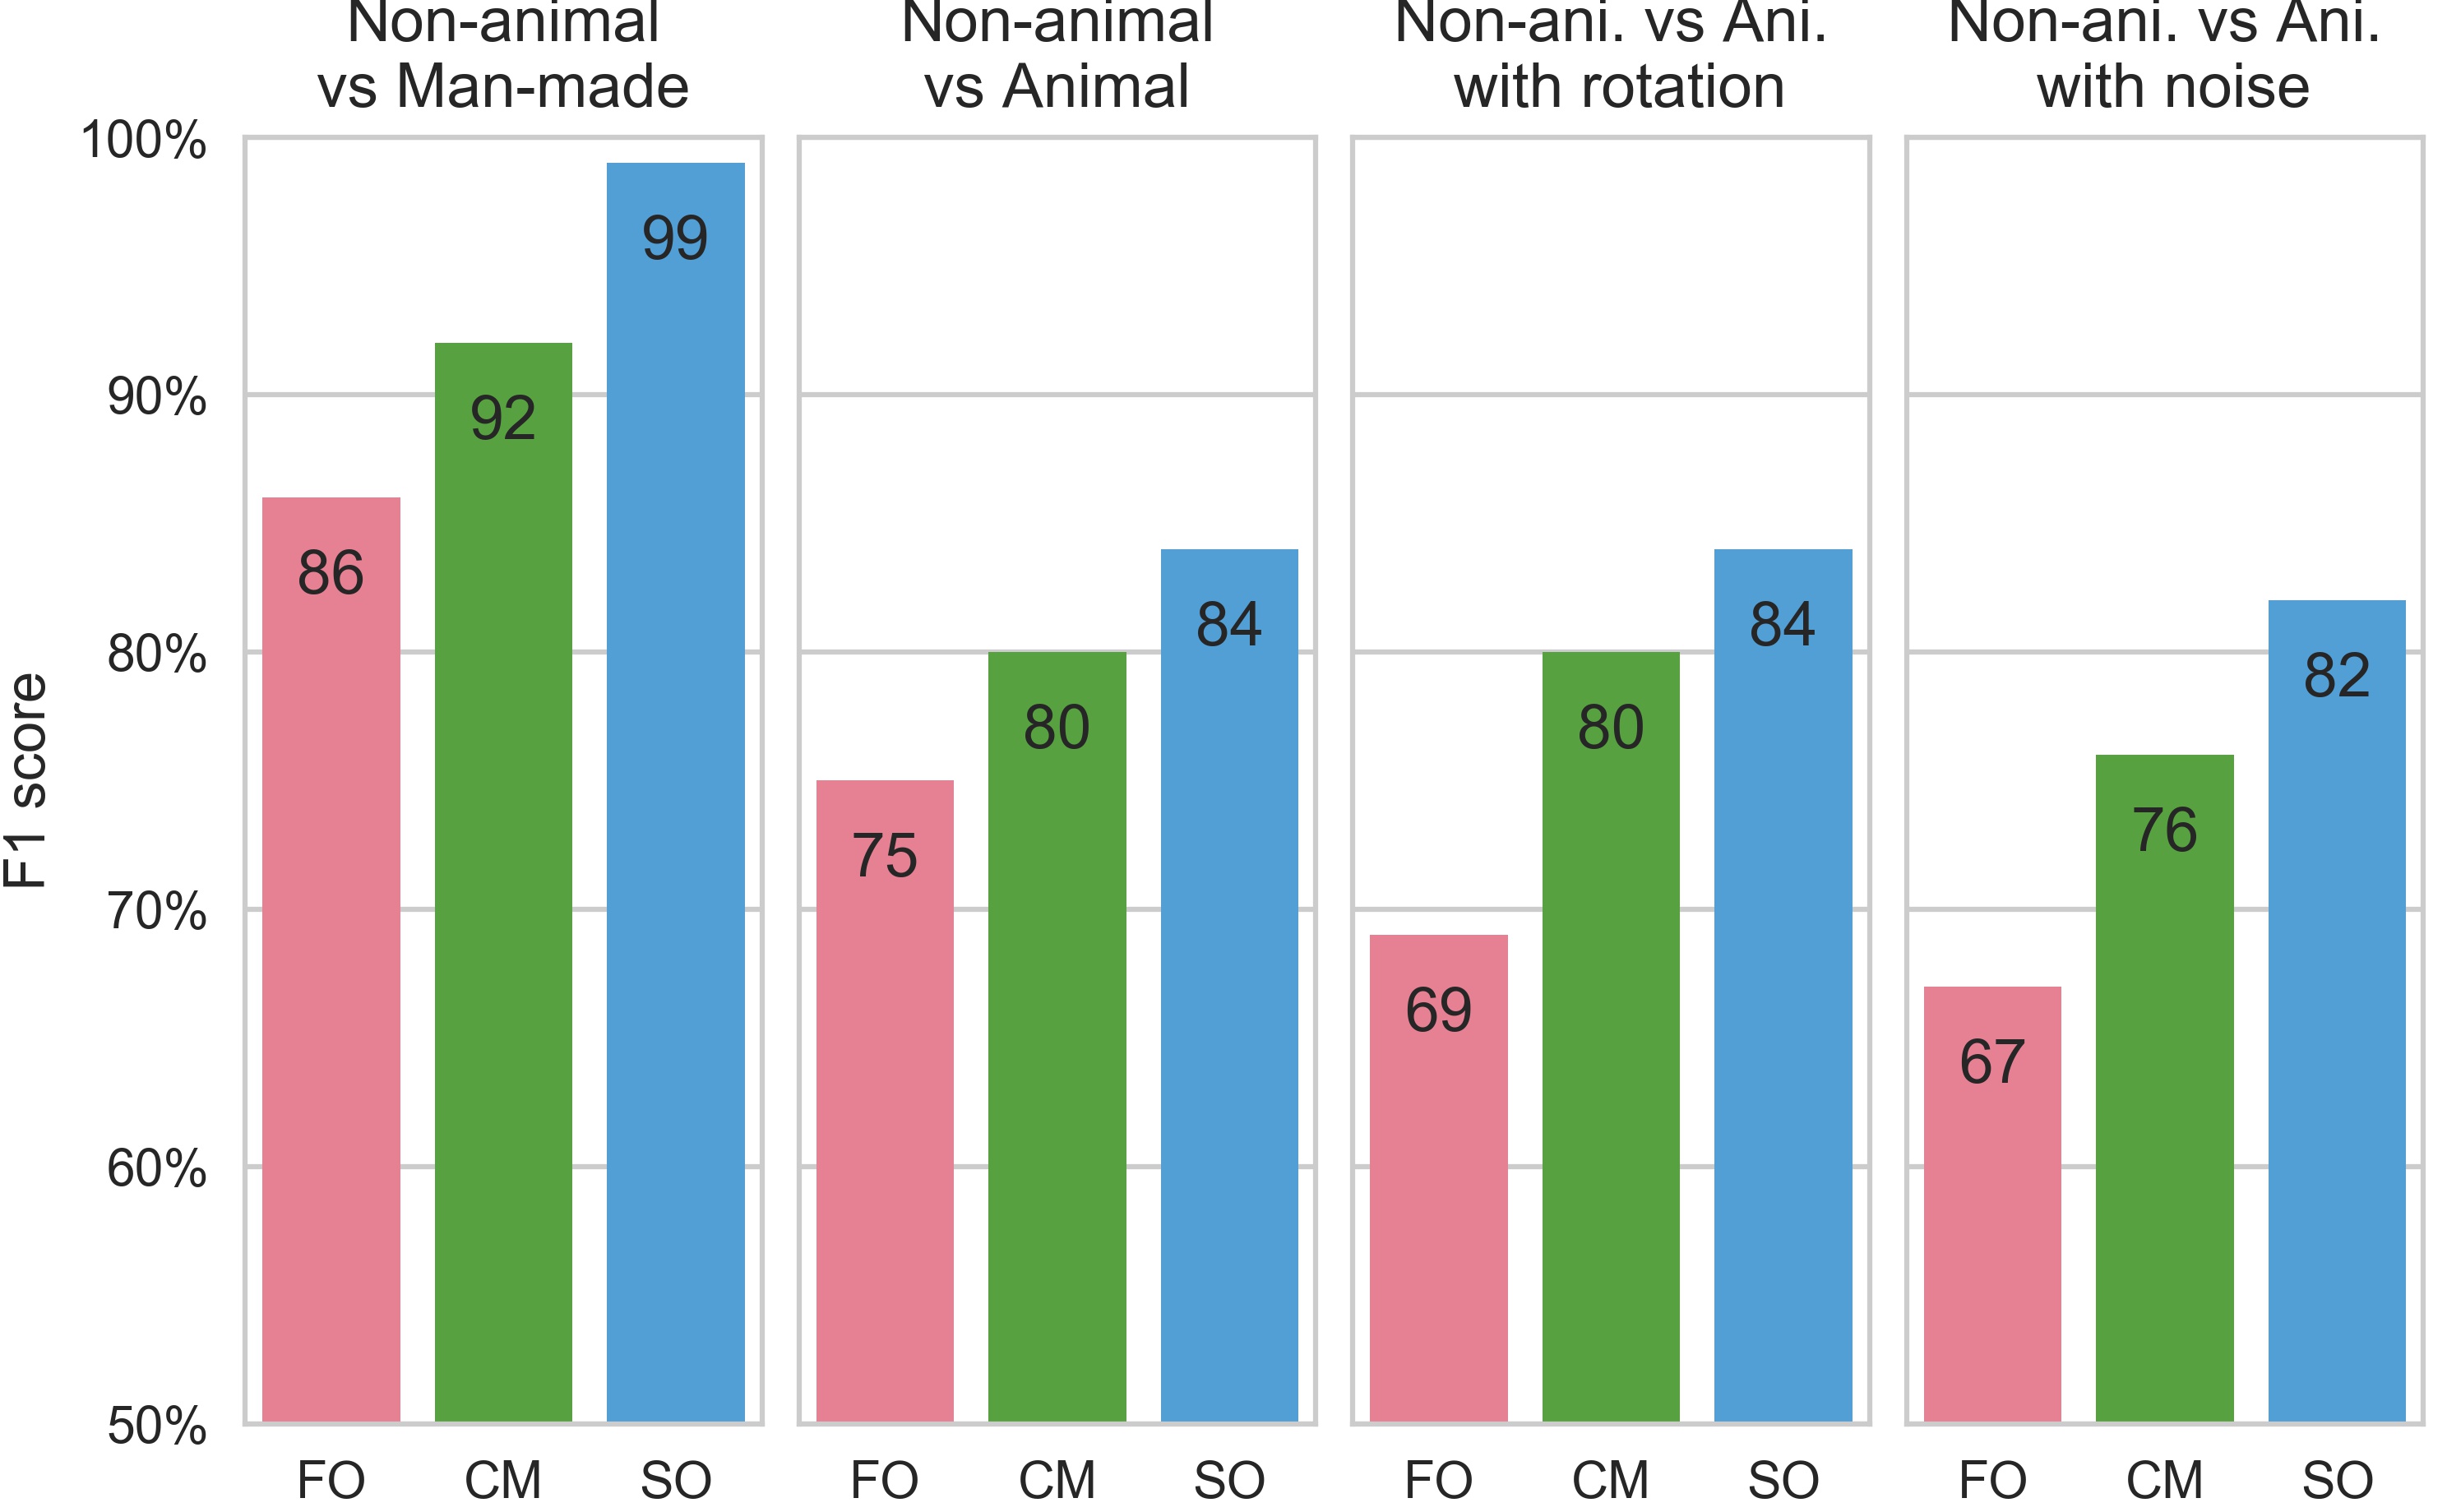 Non-animal
vs Man-made
Non-animal
vs Animal
Non-ani. vs Ani.
with rotation
Non-ani. vs Ani.
with noise
F1 score
100%
90%
80%
70%
60%
50%
86
92
99
75
80
84
69
80
84
67
76
82
FO CM SO
FO CM SO
FO CM SO
FO CM SO